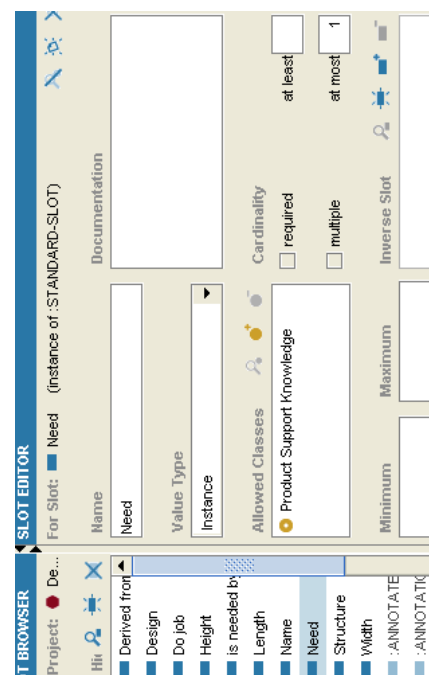 T BROWSER
Project: De...
Hie
Derived from
Design
Do job
Height
is needed by
Length
Name
Need
Structure
Width
:ANNOTATE
:ANNOTATIO
SLOT EDITOR
For Slot: Need (instance of :STANDARD-SLOT)
Name
Need
Documentation
Value Type
Instance
Allowed Classes
Product Support Knowledge
Cardinality
required
at least
multiple
at most 1
Minimum
Maximum
Inverse Slot